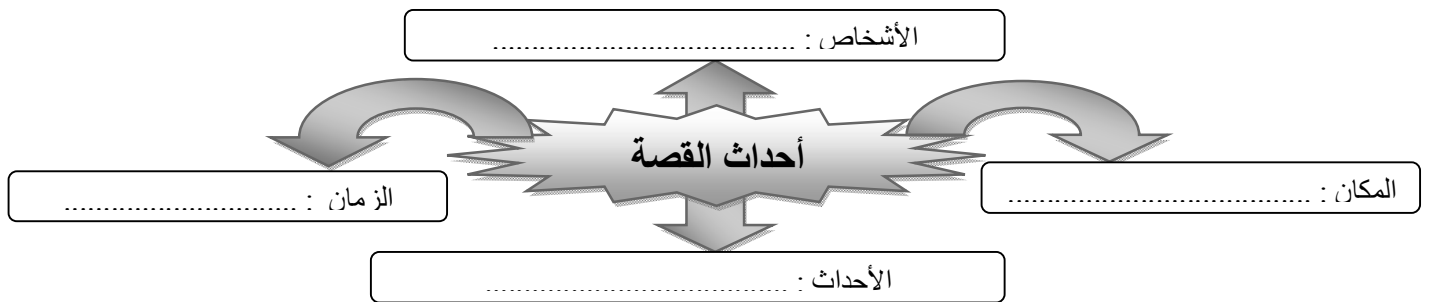 الأشخاص : .......................................
أحداث القصة
المكان : .......................................
الزمان : ..............................
الأحداث : .......................................